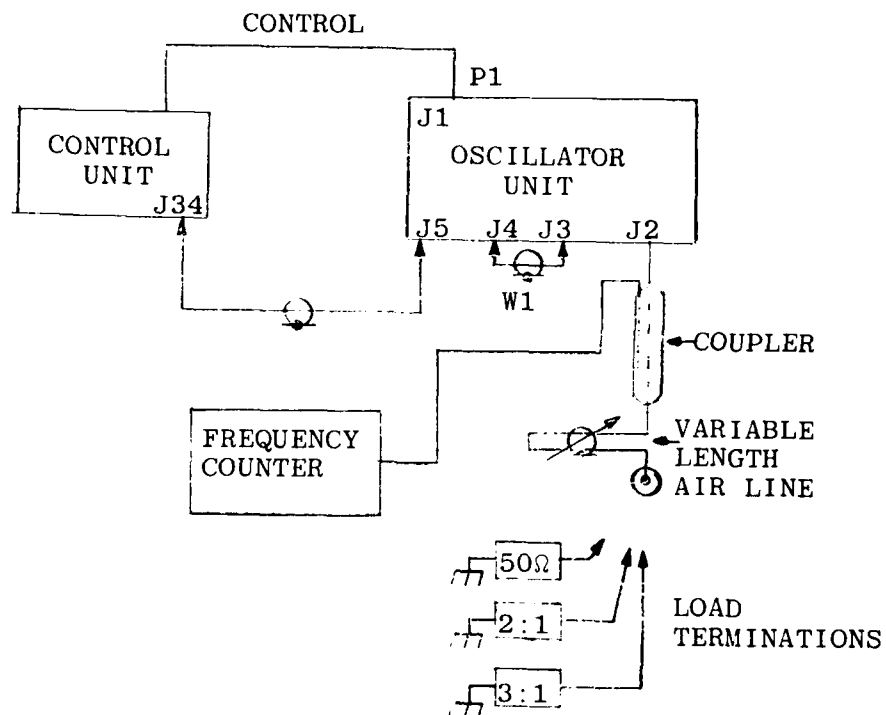 CONTROL
P1
J1
CONTROL
UNIT
J34
OSCILLATOR
UNIT
J5
J4
J3
J2
W1
COUPLER
FREQUENCY
COUNTER
VARIABLE
LENGTH
AIR LINE
50Ω
2:1
3:1
LOAD
TERMINATIONS